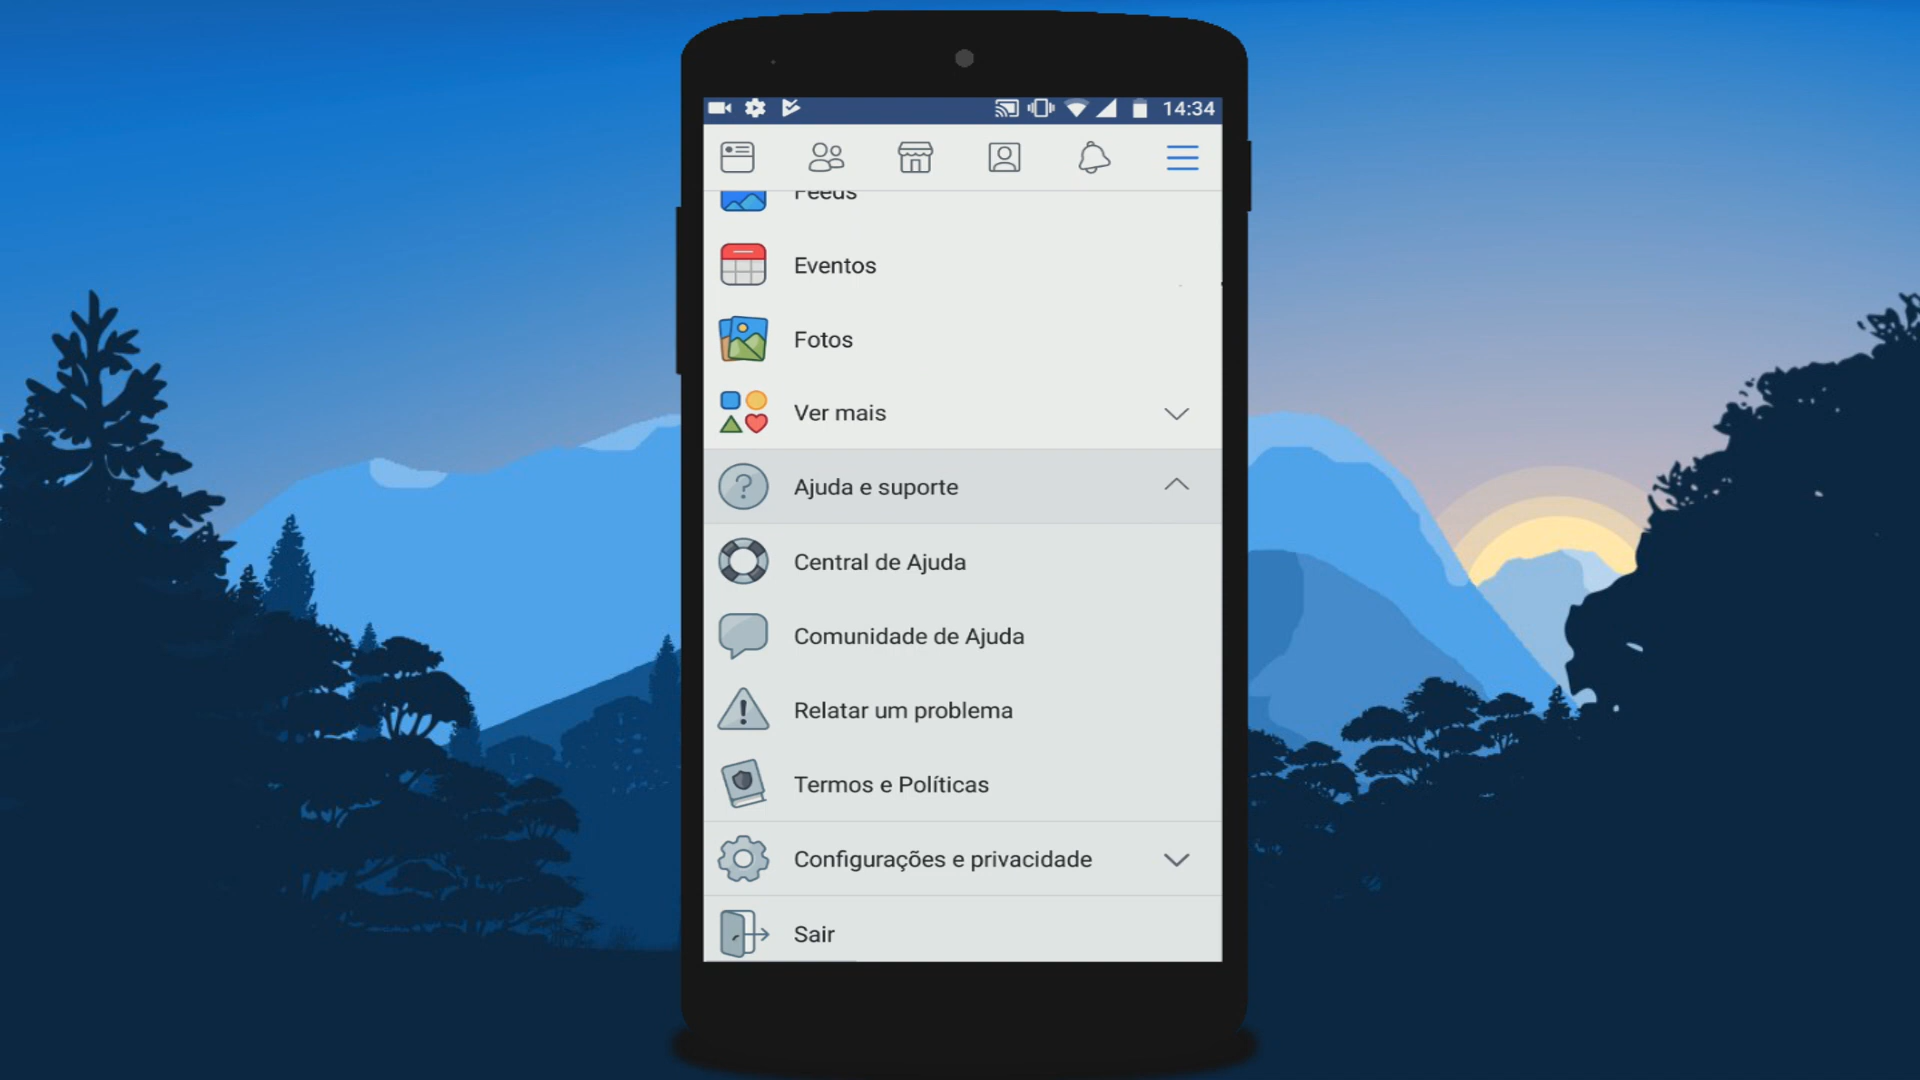 14:34
Feeds
Eventos
Fotos
Ver mais
Ajuda e suporte
Central de Ajuda
Comunidade de Ajuda
Relatar um problema
Termos e Políticas
Configurações e privacidade
Sair